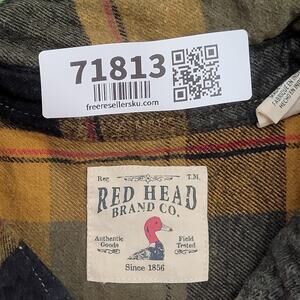 71813
freeresellersku.com
Reg. T.M.
RED HEAD
BRAND CO.
Authentic Goods
Field Tested
Since 1856